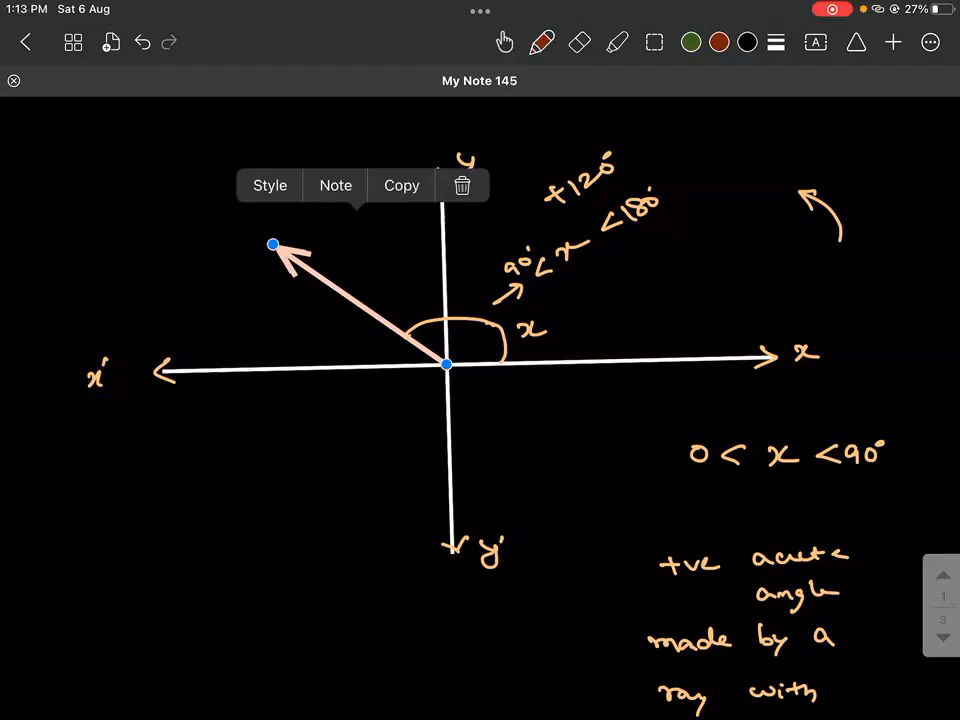 1:13 PM Sat 6 Aug
27%
A
My Note 145
y
Style Note Copy
+120°
90° < x < 180°
x
x
x'
0 < x < 90°
y'
+ve acute
angle
made by a
ray with
1
3